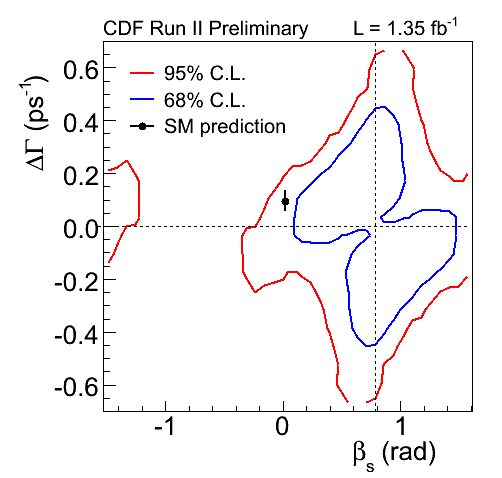 CDF Run II Preliminary L = 1.35 fb⁻¹
95% C.L.
68% C.L.
SM prediction
ΔΓ (ps⁻¹)
0.6
0.4
0.2
0.0
-0.2
-0.4
-0.6
-1 0 1
βₛ (rad)